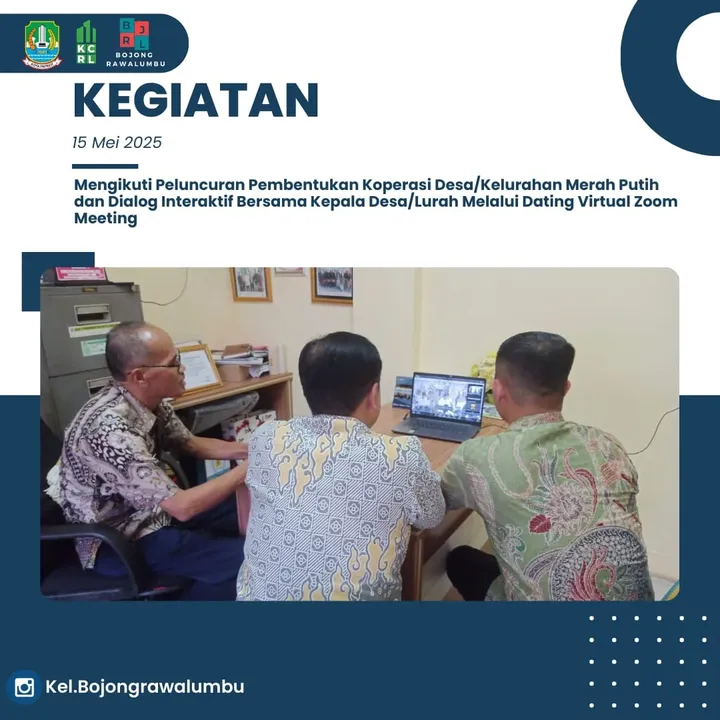 KCRL
BJRL
BOJONG
RAWALUMBU
KEGIATAN
15 Mei 2025
Mengikuti Peluncuran Pembentukan Koperasi Desa/Kelurahan Merah Putih
dan Dialog Interaktif Bersama Kepala Desa/Lurah Melalui Dating Virtual Zoom
Meeting
Kel.Bojongrawalumbu